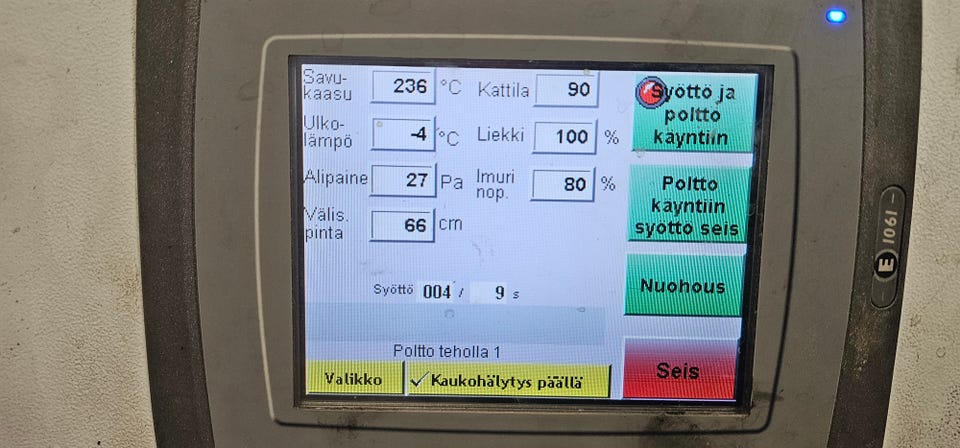 Savu-
kaasu 236 °C Kattila 90
Ulko-
lämpö -4 °C Liekki 100 %
Alipaine 27 Pa Imuri
nop. 80 %
Välis.
pinta 66 cm
Syöttö 004 / 9 s
Poltto teholla 1
Valikko ✓ Kaukohälytys päällä
Syöttö ja
poltto
käyntiin
Poltto
käyntiin
syöttö seis
Nuohous
Seis
E 1061